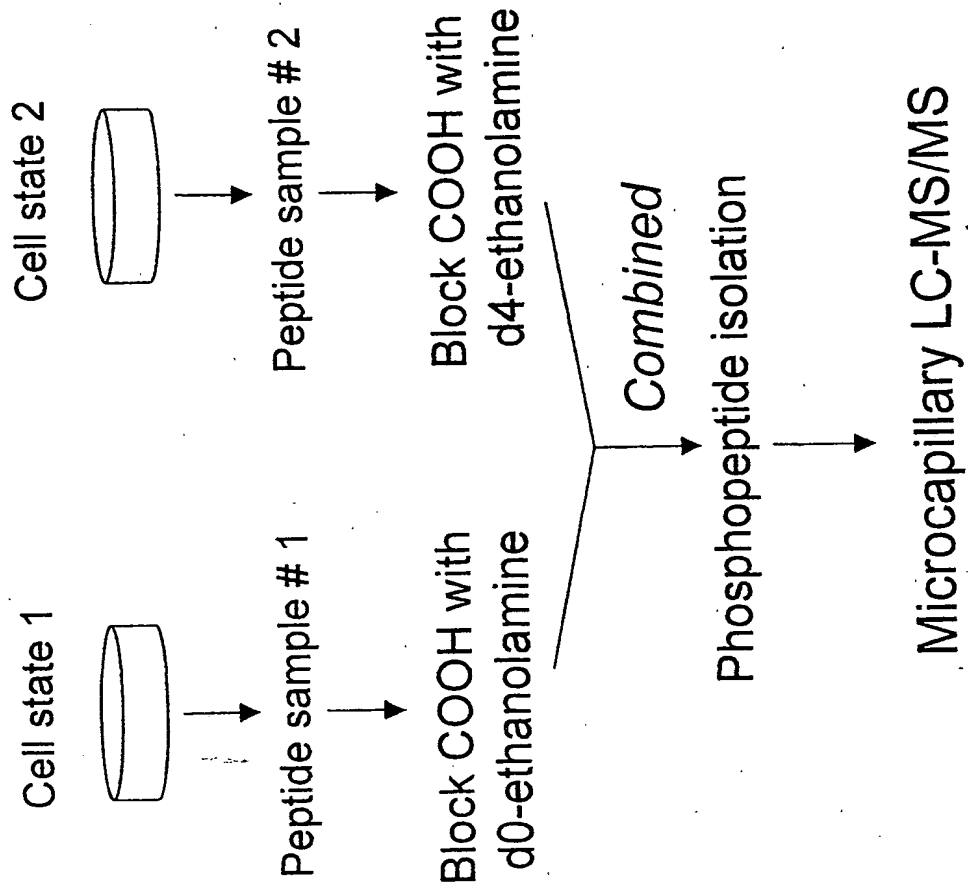 Cell state 1
Peptide sample # 1
Block COOH with
d0-ethanolamine
Cell state 2
Peptide sample # 2
Block COOH with
d4-ethanolamine
Combined
Phosphopeptide isolation
Microcapillary LC-MS/MS